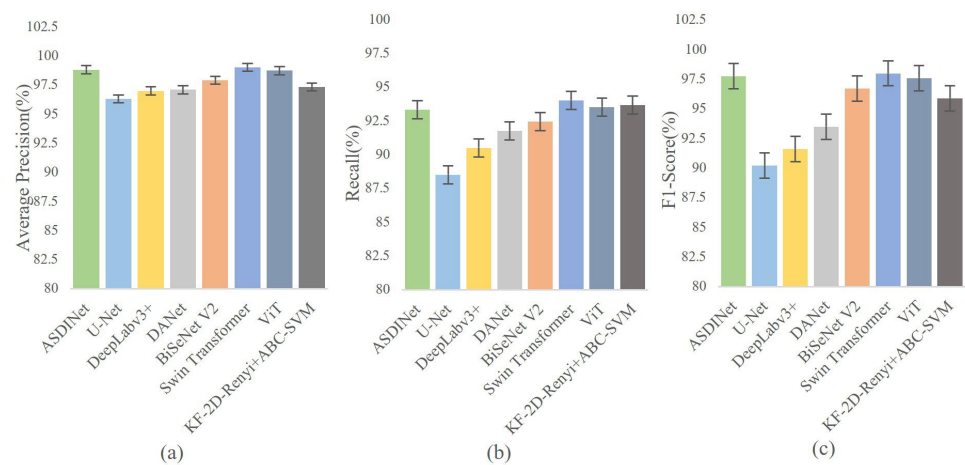 102.5
100
97.5
95
92.5
90
87.5
85
82.5
80
Average Precision(%)
ASDINet
U-Net
DeepLabv3+
DANet
BiSeNet V2
Swin Transformer
ViT
KF-2D-Renyi+ABC-SVM
(a)
100
97.5
95
92.5
90
87.5
85
82.5
80
Recall(%)
ASDINet
U-Net
DeepLabv3+
DANet
BiSeNet V2
Swin Transformer
ViT
KF-2D-Renyi+ABC-SVM
(b)
102.5
100
97.5
95
92.5
90
87.5
85
82.5
80
F1-Score(%)
ASDINet
U-Net
DeepLabv3+
DANet
BiSeNet V2
Swin Transformer
ViT
KF-2D-Renyi+ABC-SVM
(c)